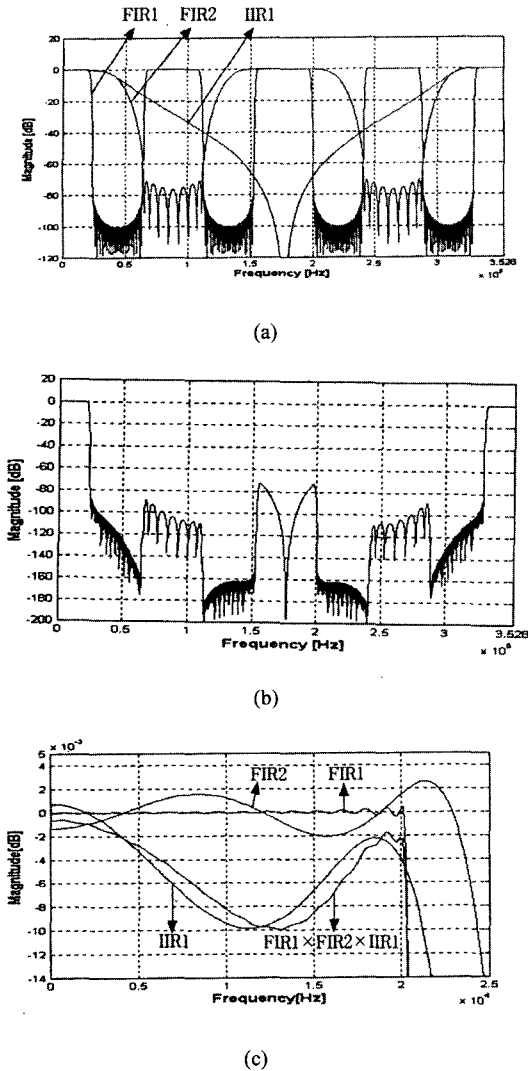 FIR1 FIR2 IIR1
20
0
-20
-40
-60
-80
-100
-120
Magnitude [dB]
0 0.5 1 1.5 2 2.5 3 3.528
Frequency [Hz]
× 10⁵
(a)
20
0
-20
-40
-60
-80
-100
-120
-140
-160
-180
-200
Magnitude [dB]
0 0.5 1 1.5 2 2.5 3 3.528
Frequency [Hz]
× 10⁵
(b)
× 10⁻³
5
4
2
0
-2
-4
-6
-8
-10
-12
-14
Magnitude[dB]
FIR2 FIR1
IIR1 FIR1×FIR2×IIR1
0 0.5 1 1.5 2 2.5
Frequency[Hz]
× 10⁴
(c)